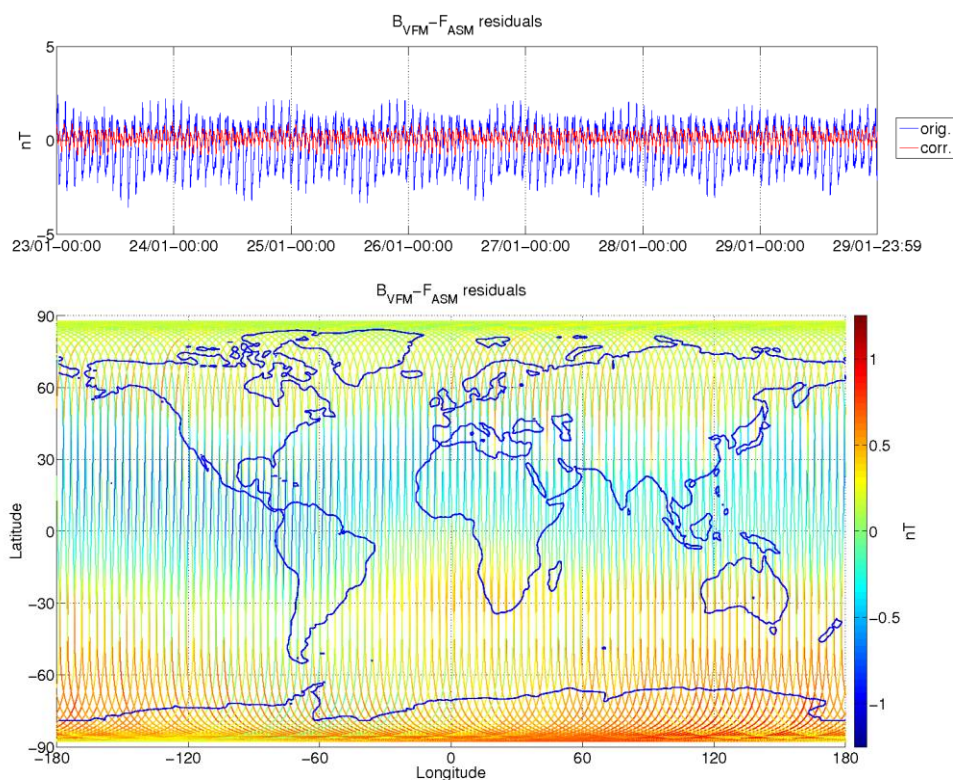 B_VFM−F_ASM residuals
5
0
−5
nT
23/01−00:00 24/01−00:00 25/01−00:00 26/01−00:00 27/01−00:00 28/01−00:00 29/01−00:00 29/01−23:59
orig.
corr.
B_VFM−F_ASM residuals
90
60
30
0
−30
−60
−90
Latitude
−180 −120 −60 0 60 120 180
Longitude
1
0.5
0
−0.5
−1
nT